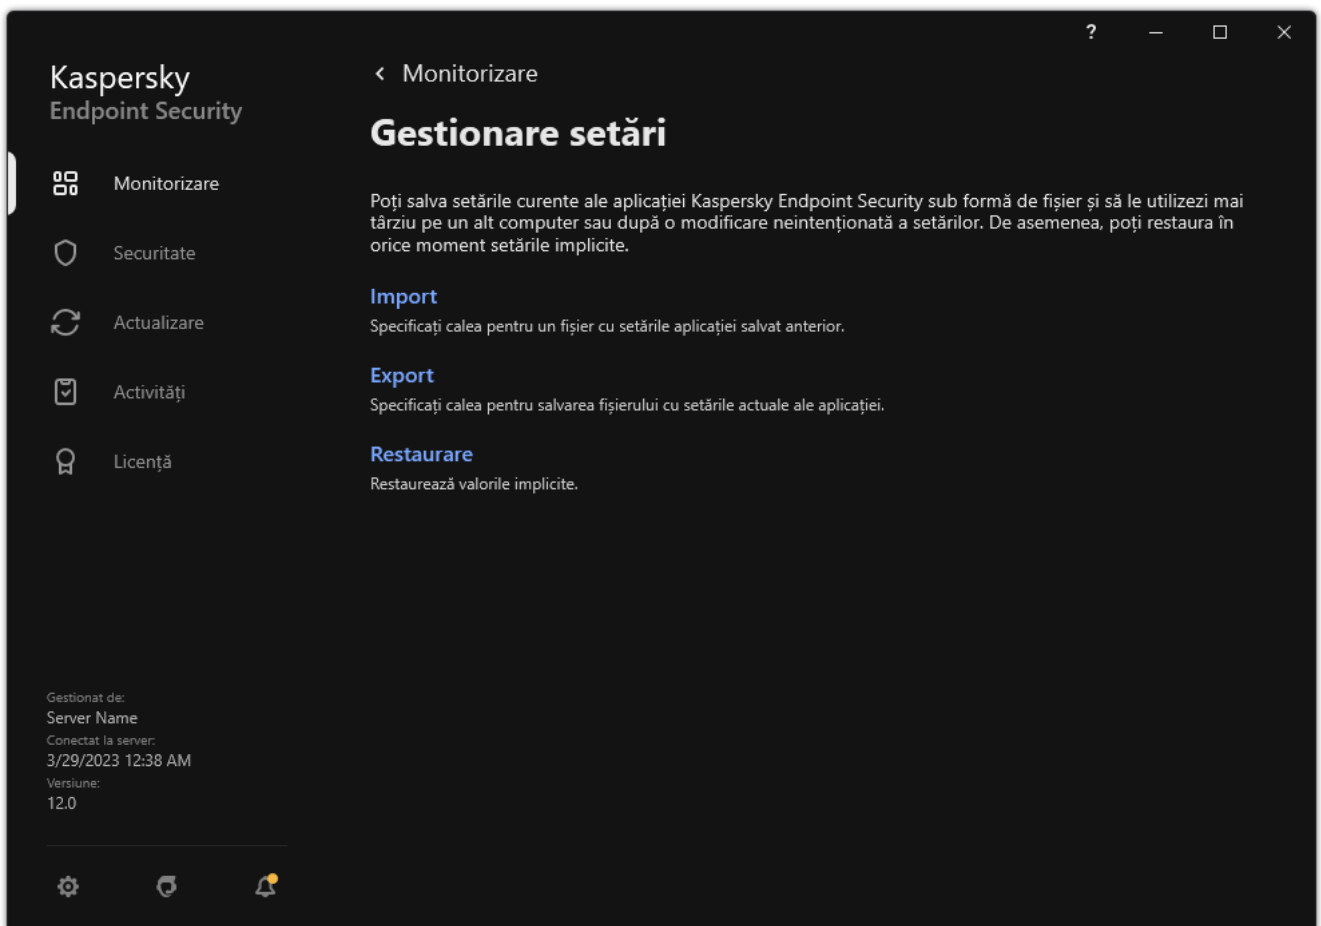 ?
Kaspersky
Endpoint Security
Monitorizare
Securitate
Actualizare
Activități
Licență
Gestionat de:
Server Name
Conectat la server:
3/29/2023 12:38 AM
Versiune:
12.0
Monitorizare
Gestionare setări
Poți salva setările curente ale aplicației Kaspersky Endpoint Security sub formă de fișier și să le utilizezi mai
târziu pe un alt computer sau după o modificare neintenționată a setărilor. De asemenea, poți restaura în
orice moment setările implicite.
Import
Specificați calea pentru un fișier cu setările aplicației salvat anterior.
Export
Specificați calea pentru salvarea fișierului cu setările actuale ale aplicației.
Restaurare
Restaurează valorile implicite.